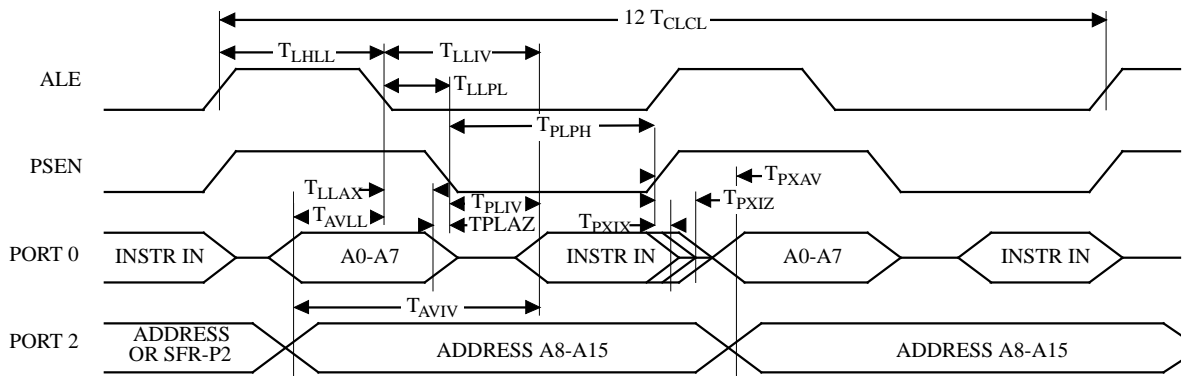 12 TCLCL
TLHLL TLLIV
ALE
TLLPL
TPLPH
PSEN
TPXAV
TLLAX
TPXIZ
TPLIV
TAVLL
TPLAZ
TPXIX
PORT 0
INSTR IN A0-A7 INSTR IN A0-A7 INSTR IN
TAVIV
PORT 2
ADDRESS
OR SFR-P2
ADDRESS A8-A15 ADDRESS A8-A15